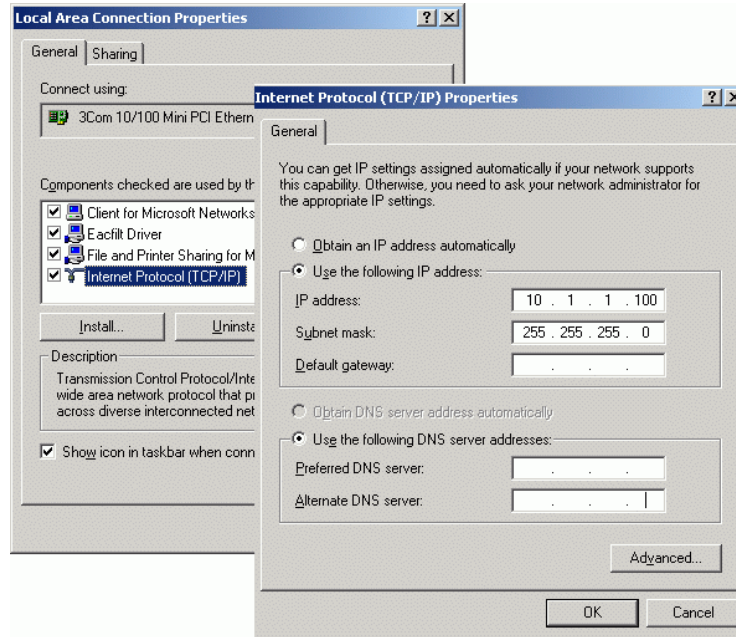 Local Area Connection Properties
General
Sharing
Connect using:
3Com 10/100 Mini PCI Ethern
Components checked are used by th
Client for Microsoft Networks
Eacfilt Driver
File and Printer Sharing for M
Internet Protocol (TCP/IP)
Install...
Uninsta
Description
Transmission Control Protocol/Inte
wide area network protocol that pr
across diverse interconnected net
Show icon in taskbar when conn
Internet Protocol (TCP/IP) Properties
General
You can get IP settings assigned automatically if your network supports
this capability. Otherwise, you need to ask your network administrator for
the appropriate IP settings.
Obtain an IP address automatically
Use the following IP address:
IP address:
10 . 1 . 1 . 100
Subnet mask:
255 . 255 . 255 . 0
Default gateway:
. . .
Obtain DNS server address automatically
Use the following DNS server addresses:
Preferred DNS server:
. . .
Alternate DNS server:
. . .
Advanced...
OK
Cancel